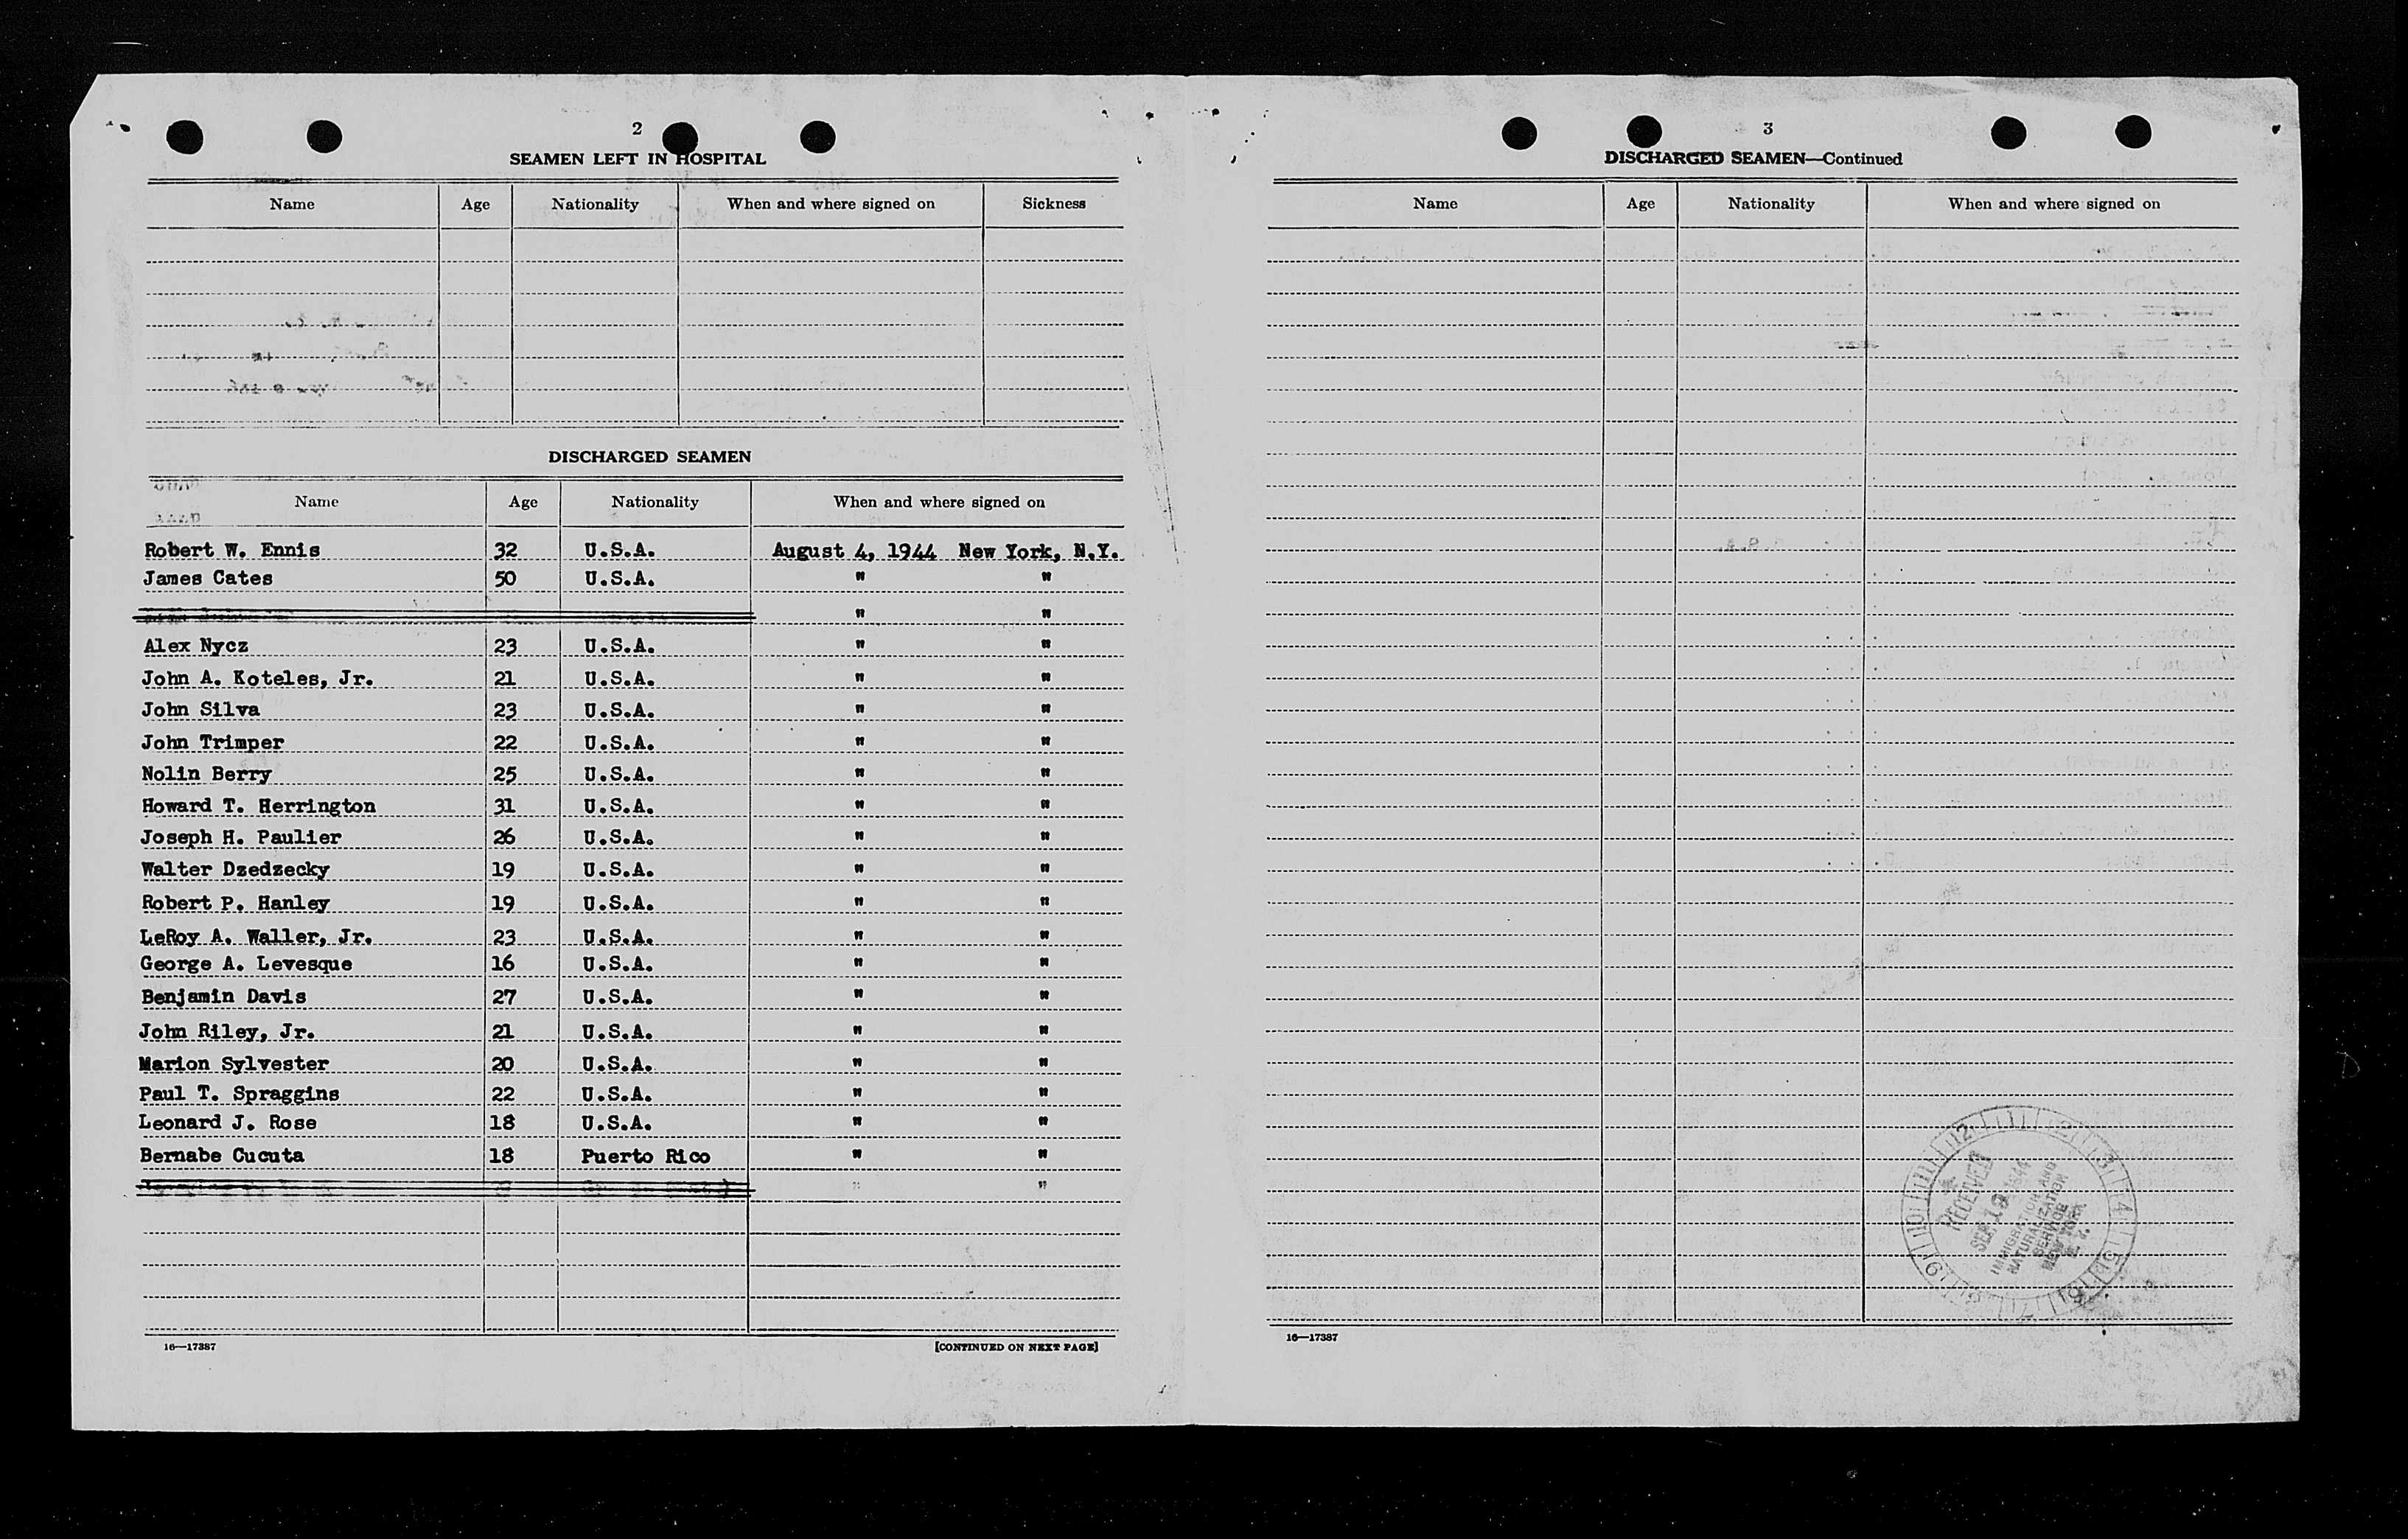 2
SEAMEN LEFT IN HOSPITAL
Name Age Nationality When and where signed on Sickness
DISCHARGED SEAMEN
Name Age Nationality When and where signed on
Robert W. Ennis 32 U.S.A. August 4, 1944 New York, N.Y.
James Cates 50 U.S.A. " "
" "
Alex Nycz 23 U.S.A. " "
John A. Koteles, Jr. 21 U.S.A. " "
John Silva 23 U.S.A. " "
John Trimper 22 U.S.A. " "
Nolin Berry 25 U.S.A. " "
Howard T. Herrington 31 U.S.A. " "
Joseph H. Paulier 26 U.S.A. " "
Walter Dzedzecky 19 U.S.A. " "
Robert P. Hanley 19 U.S.A. " "
LeRoy A. Waller, Jr. 23 U.S.A. " "
George A. Levesque 16 U.S.A. " "
Benjamin Davis 27 U.S.A. " "
John Riley, Jr. 21 U.S.A. " "
Marion Sylvester 20 U.S.A. " "
Paul T. Spraggins 22 U.S.A. " "
Leonard J. Rose 18 U.S.A. " "
Bernabe Cucuta 18 Puerto Rico " "
" "
16—17387 [CONTINUED ON NEXT PAGE]
3
DISCHARGED SEAMEN—Continued
Name Age Nationality When and where signed on
RECEIVED
SEP 1944
IMMIGRATION AND
NATURALIZATION
SERVICE
NEW YORK
N. Y.
16—17387